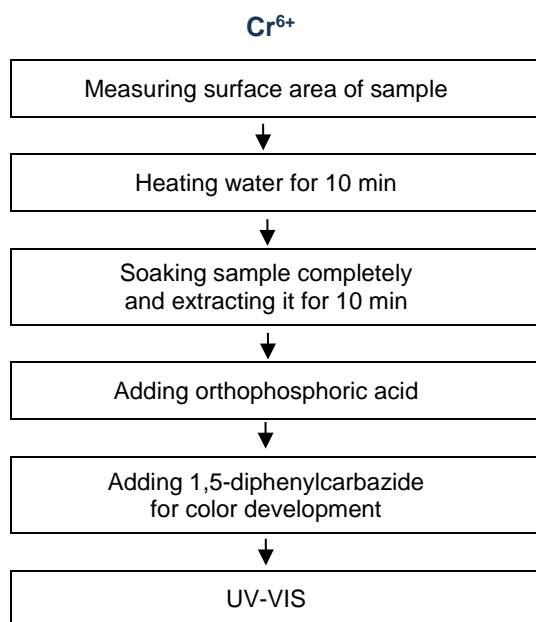 Cr⁶⁺
Measuring surface area of sample
Heating water for 10 min
Soaking sample completely
and extracting it for 10 min
Adding orthophosphoric acid
Adding 1,5-diphenylcarbazide
for color development
UV-VIS